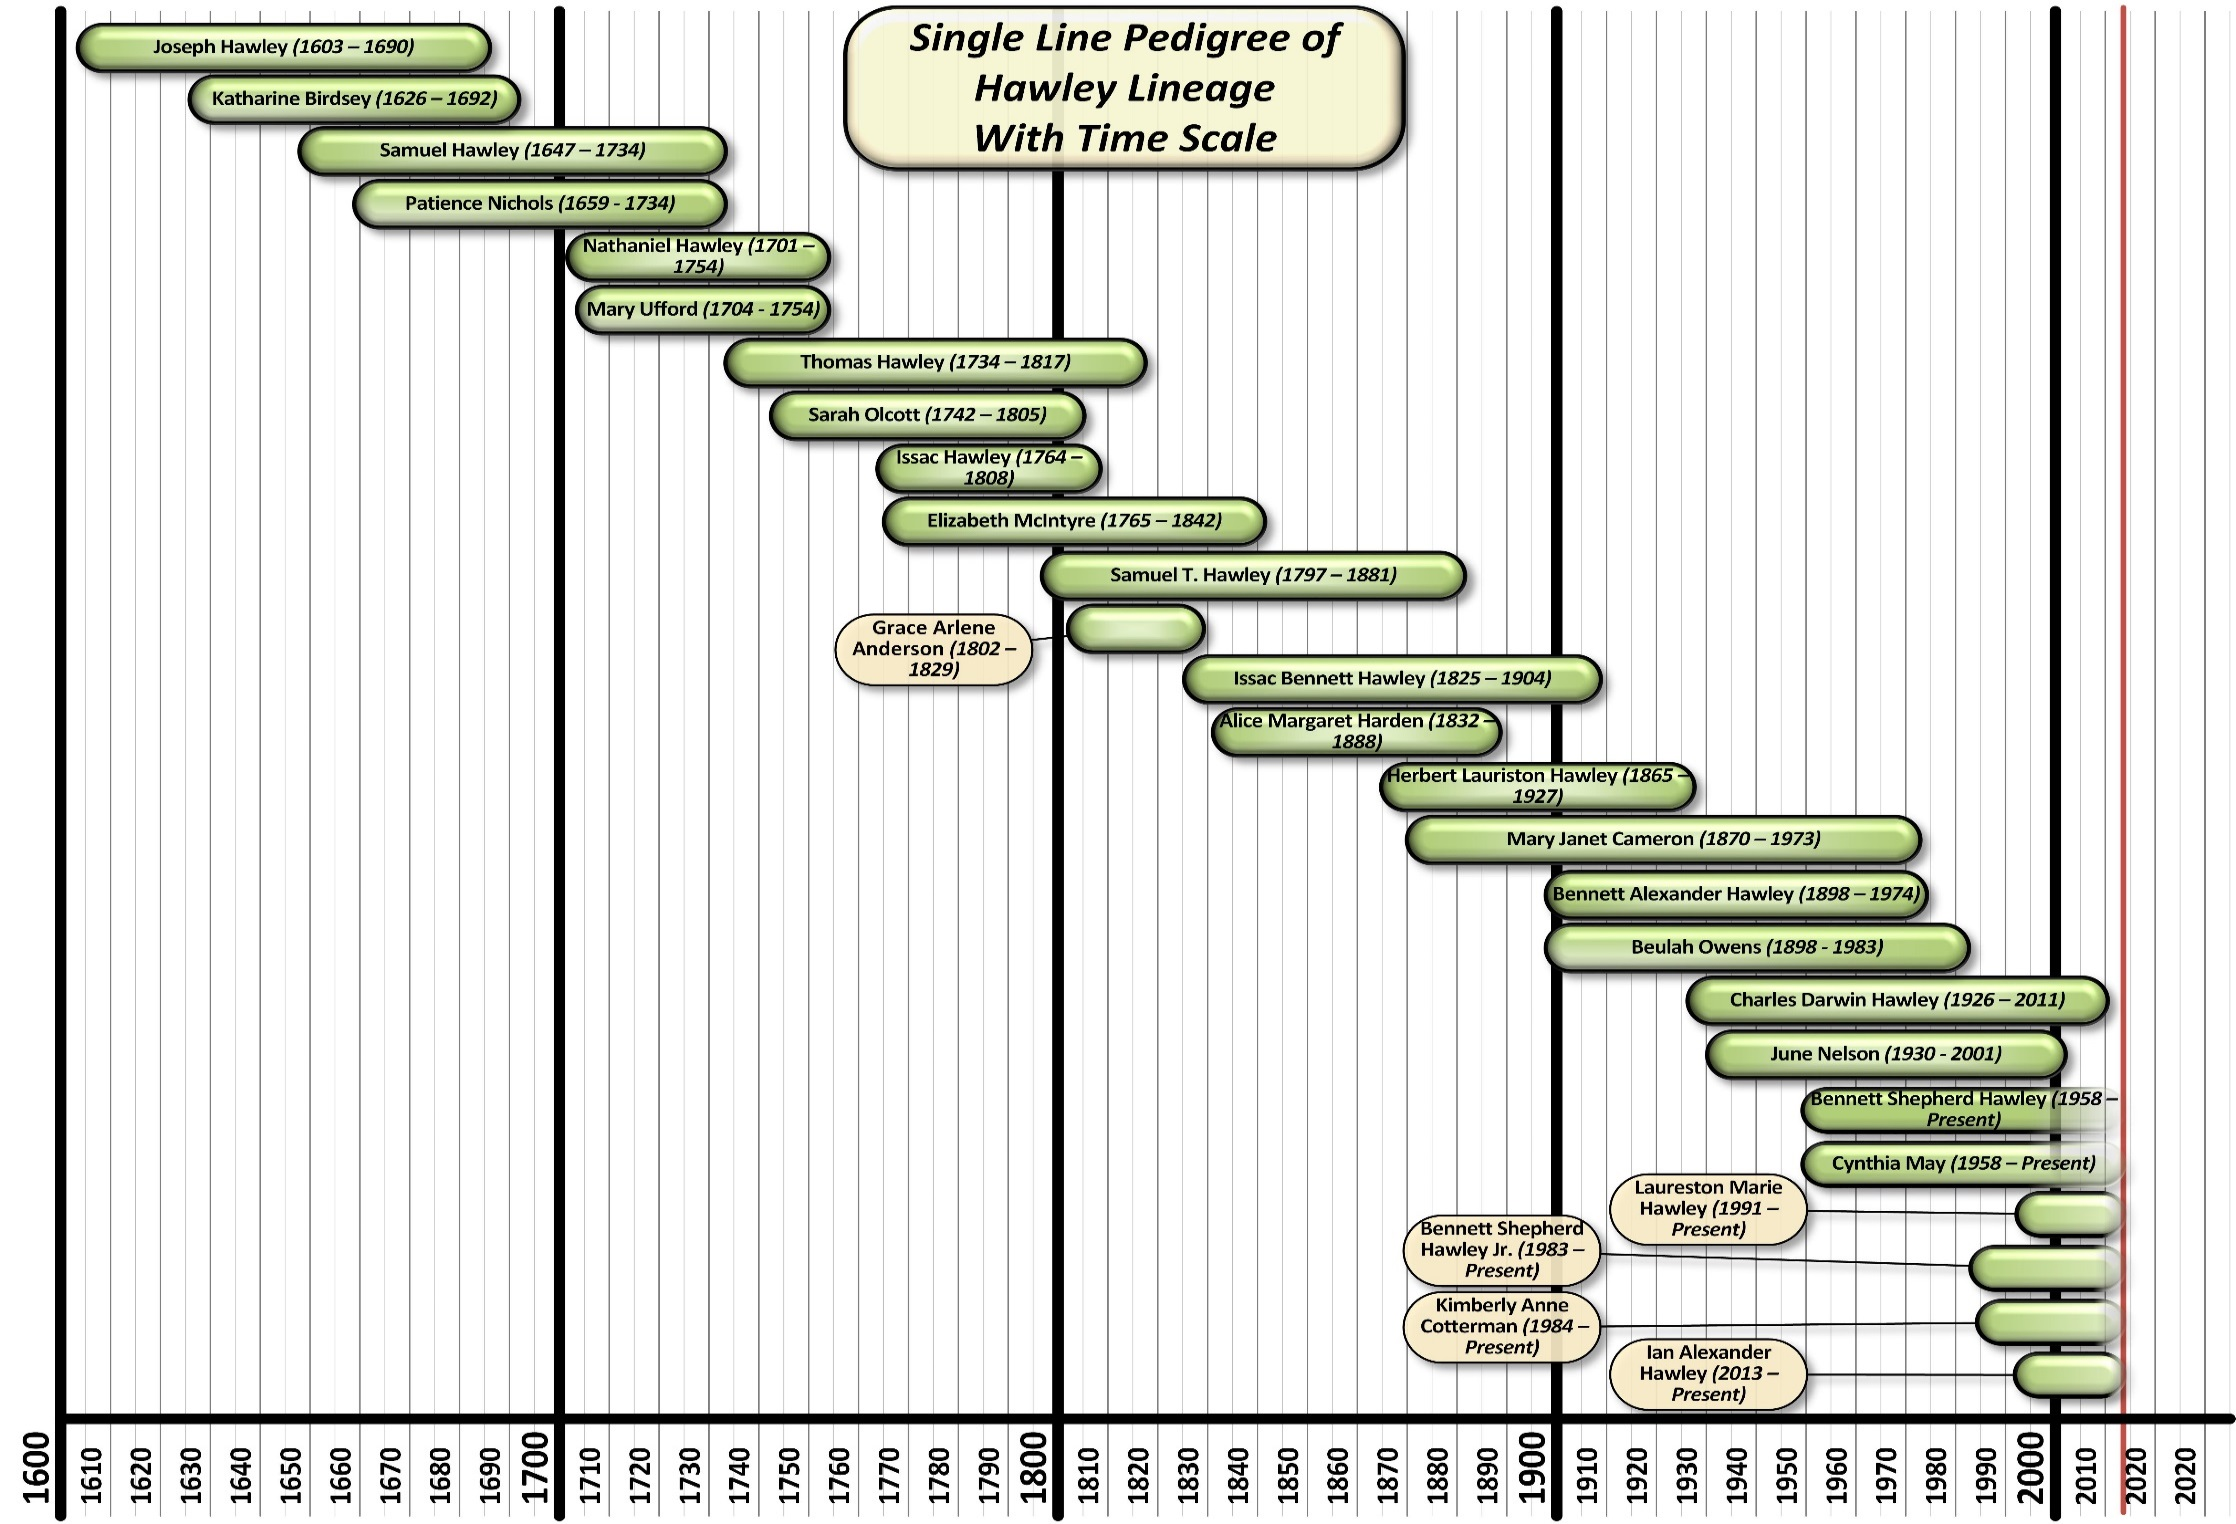 Single Line Pedigree of
Hawley Lineage
With Time Scale
Joseph Hawley (1603 – 1690)
Katharine Birdsey (1626 – 1692)
Samuel Hawley (1647 – 1734)
Patience Nichols (1659 - 1734)
Nathaniel Hawley (1701 –
1754)
Mary Ufford (1704 - 1754)
Thomas Hawley (1734 – 1817)
Sarah Olcott (1742 – 1805)
Issac Hawley (1764 –
1808)
Elizabeth McIntyre (1765 – 1842)
Samuel T. Hawley (1797 – 1881)
Grace Arlene
Anderson (1802 –
1829)
Issac Bennett Hawley (1825 – 1904)
Alice Margaret Harden (1832 –
1888)
Herbert Lauriston Hawley (1865 –
1927)
Mary Janet Cameron (1870 – 1973)
Bennett Alexander Hawley (1898 – 1974)
Beulah Owens (1898 - 1983)
Charles Darwin Hawley (1926 – 2011)
June Nelson (1930 - 2001)
Bennett Shepherd Hawley (1958 –
Present)
Cynthia May (1958 – Present)
Laureston Marie
Hawley (1991 –
Present)
Bennett Shepherd
Hawley Jr. (1983 –
Present)
Kimberly Anne
Cotterman (1984 –
Present)
Ian Alexander
Hawley (2013 –
Present)
1600
1610
1620
1630
1640
1650
1660
1670
1680
1690
1700
1710
1720
1730
1740
1750
1760
1770
1780
1790
1800
1810
1820
1830
1840
1850
1860
1870
1880
1890
1900
1910
1920
1930
1940
1950
1960
1970
1980
1990
2000
2010
2020
2020